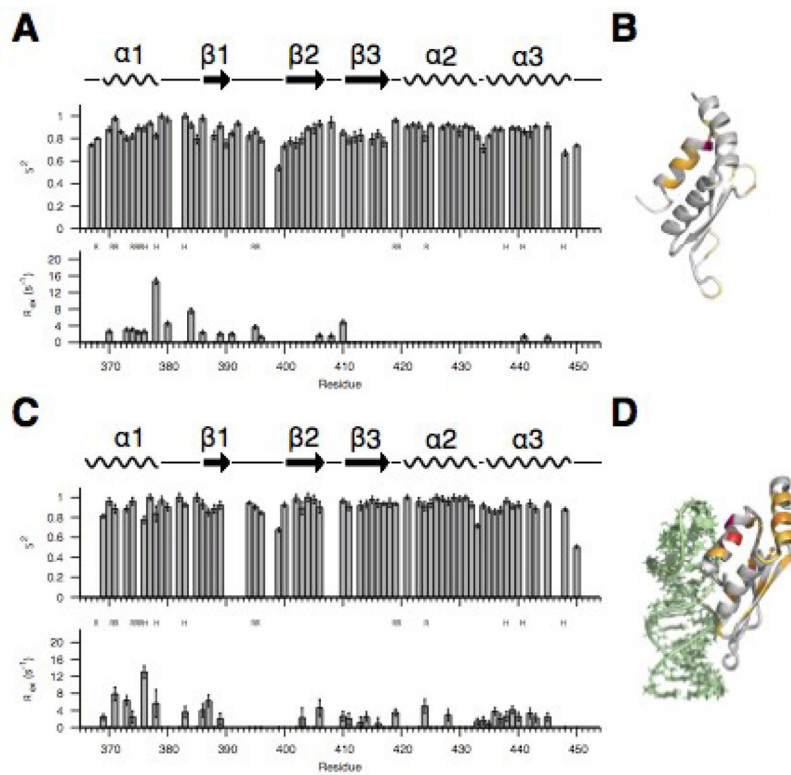 A
B
α1 β1 β2 β3 α2 α3
1
0.8
0.6
0.4
0.2
0
S²
R RR RRRH H H RR RR R H H H
20
16
12
8
4
0
Rex (s⁻¹)
370 380 390 400 410 420 430 440 450
Residue
C
D
α1 β1 β2 β3 α2 α3
1
0.8
0.6
0.4
0.2
0
S²
R RR RRRH H H RR RR R H H H
20
16
12
8
4
0
Rex (s⁻¹)
370 380 390 400 410 420 430 440 450
Residue